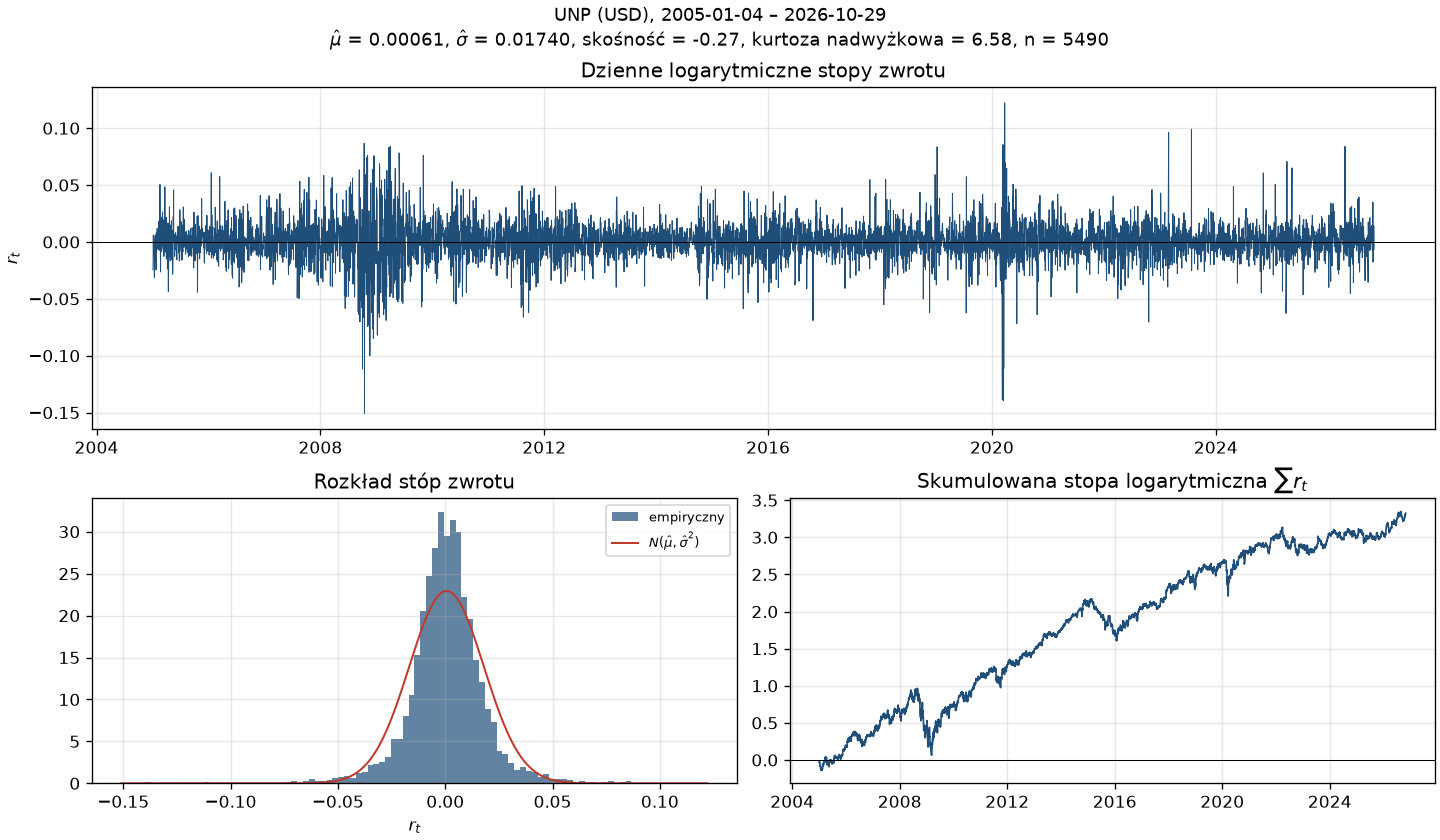 UNP (USD), 2005-01-04 – 2026-10-29
μ̂ = 0.00061, σ̂ = 0.01740, skośność = -0.27, kurtoza nadwyżkowa = 6.58, n = 5490
Dzienne logarytmiczne stopy zwrotu
0.10
0.05
0.00
−0.05
−0.10
−0.15
r_t
2004 2008 2012 2016 2020 2024
Rozkład stóp zwrotu
30
25
20
15
10
5
0
empiryczny
N(μ̂, σ̂²)
−0.15 −0.10 −0.05 0.00 0.05 0.10
r_t
Skumulowana stopa logarytmiczna ∑r_t
3.5
3.0
2.5
2.0
1.5
1.0
0.5
0.0
2004 2008 2012 2016 2020 2024